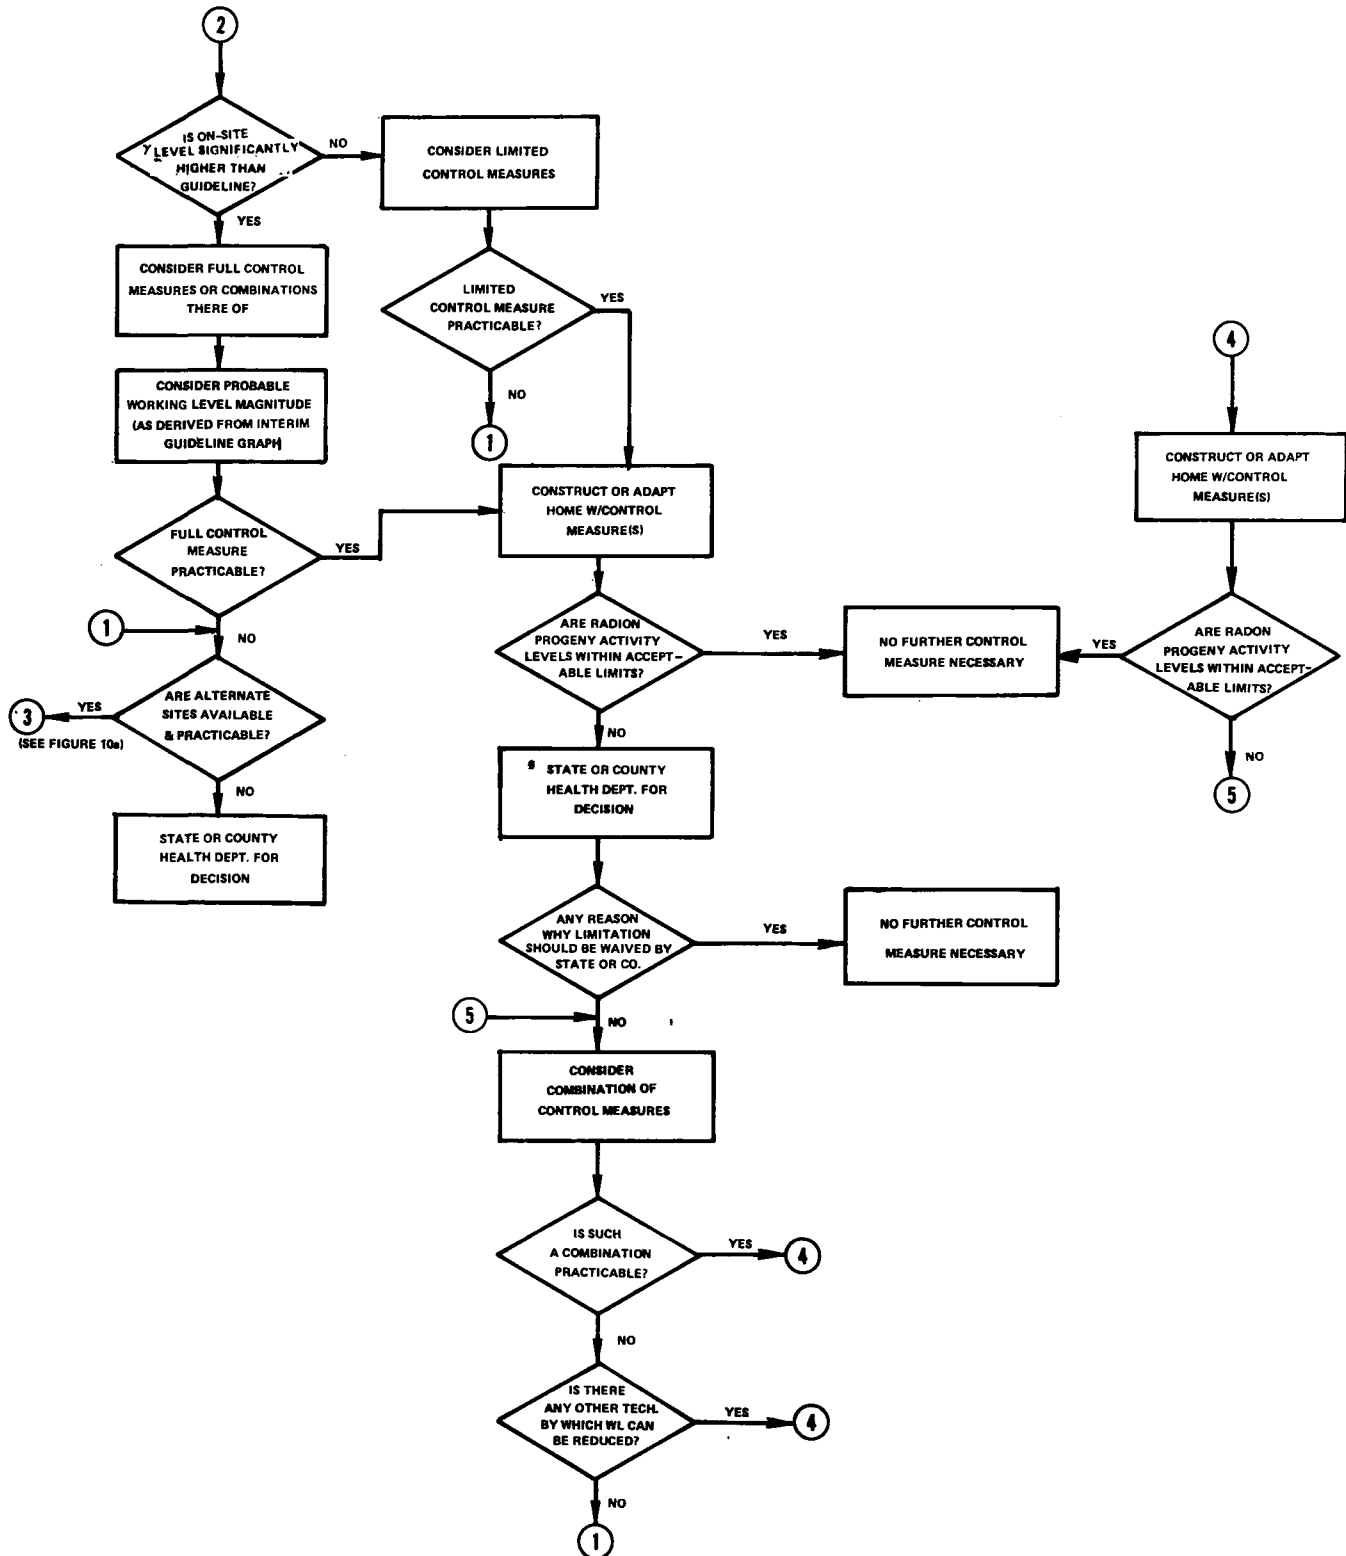 2
IS ON-SITE
γ LEVEL SIGNIFICANTLY
HIGHER THAN
GUIDELINE?
NO
YES
CONSIDER LIMITED
CONTROL MEASURES
CONSIDER FULL CONTROL
MEASURES OR COMBINATIONS
THERE OF
LIMITED
CONTROL MEASURE
PRACTICABLE?
YES
NO
1
CONSIDER PROBABLE
WORKING LEVEL MAGNITUDE
(AS DERIVED FROM INTERIM
GUIDELINE GRAPH)
FULL CONTROL
MEASURE
PRACTICABLE?
YES
1
NO
ARE ALTERNATE
SITES AVAILABLE
& PRACTICABLE?
YES
3
(SEE FIGURE 10a)
NO
STATE OR COUNTY
HEALTH DEPT. FOR
DECISION
CONSTRUCT OR ADAPT
HOME W/CONTROL
MEASURE(S)
ARE RADION
PROGENY ACTIVITY
LEVELS WITHIN ACCEPT-
ABLE LIMITS?
YES
NO FURTHER CONTROL
MEASURE NECESSARY
NO
STATE OR COUNTY
HEALTH DEPT. FOR
DECISION
ANY REASON
WHY LIMITATION
SHOULD BE WAIVED BY
STATE OR CO.
YES
NO FURTHER CONTROL
MEASURE NECESSARY
5
NO
CONSIDER
COMBINATION OF
CONTROL MEASURES
IS SUCH
A COMBINATION
PRACTICABLE?
YES
4
NO
IS THERE
ANY OTHER TECH.
BY WHICH WL CAN
BE REDUCED?
YES
4
NO
1
4
CONSTRUCT OR ADAPT
HOME W/CONTROL
MEASURE(S)
ARE RADON
PROGENY ACTIVITY
LEVELS WITHIN ACCEPT-
ABLE LIMITS?
YES
NO
5